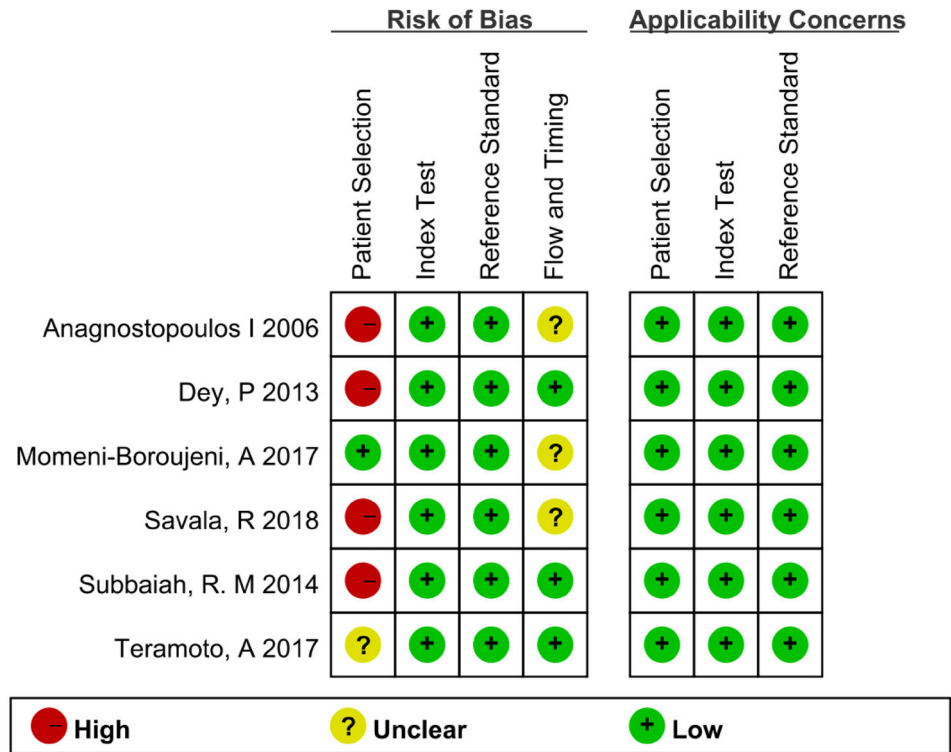 Risk of Bias Applicability Concerns
Patient Selection
Index Test
Reference Standard
Flow and Timing
Patient Selection
Index Test
Reference Standard
Anagnostopoulos I 2006 – + + ? + + +
Dey, P 2013 – + + + + + +
Momeni-Boroujeni, A 2017 + + + ? + + +
Savala, R 2018 – + + ? + + +
Subbaiah, R. M 2014 – + + + + + +
Teramoto, A 2017 ? + + + + + +
– High ? Unclear + Low